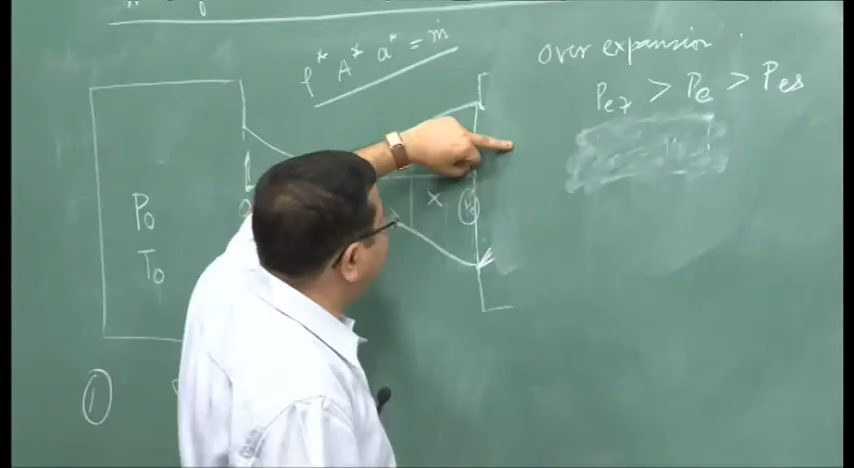 ρ* A* a* = ṁ
Over expansion
Pe7 > Pe > Pes
P0
T0
x
1